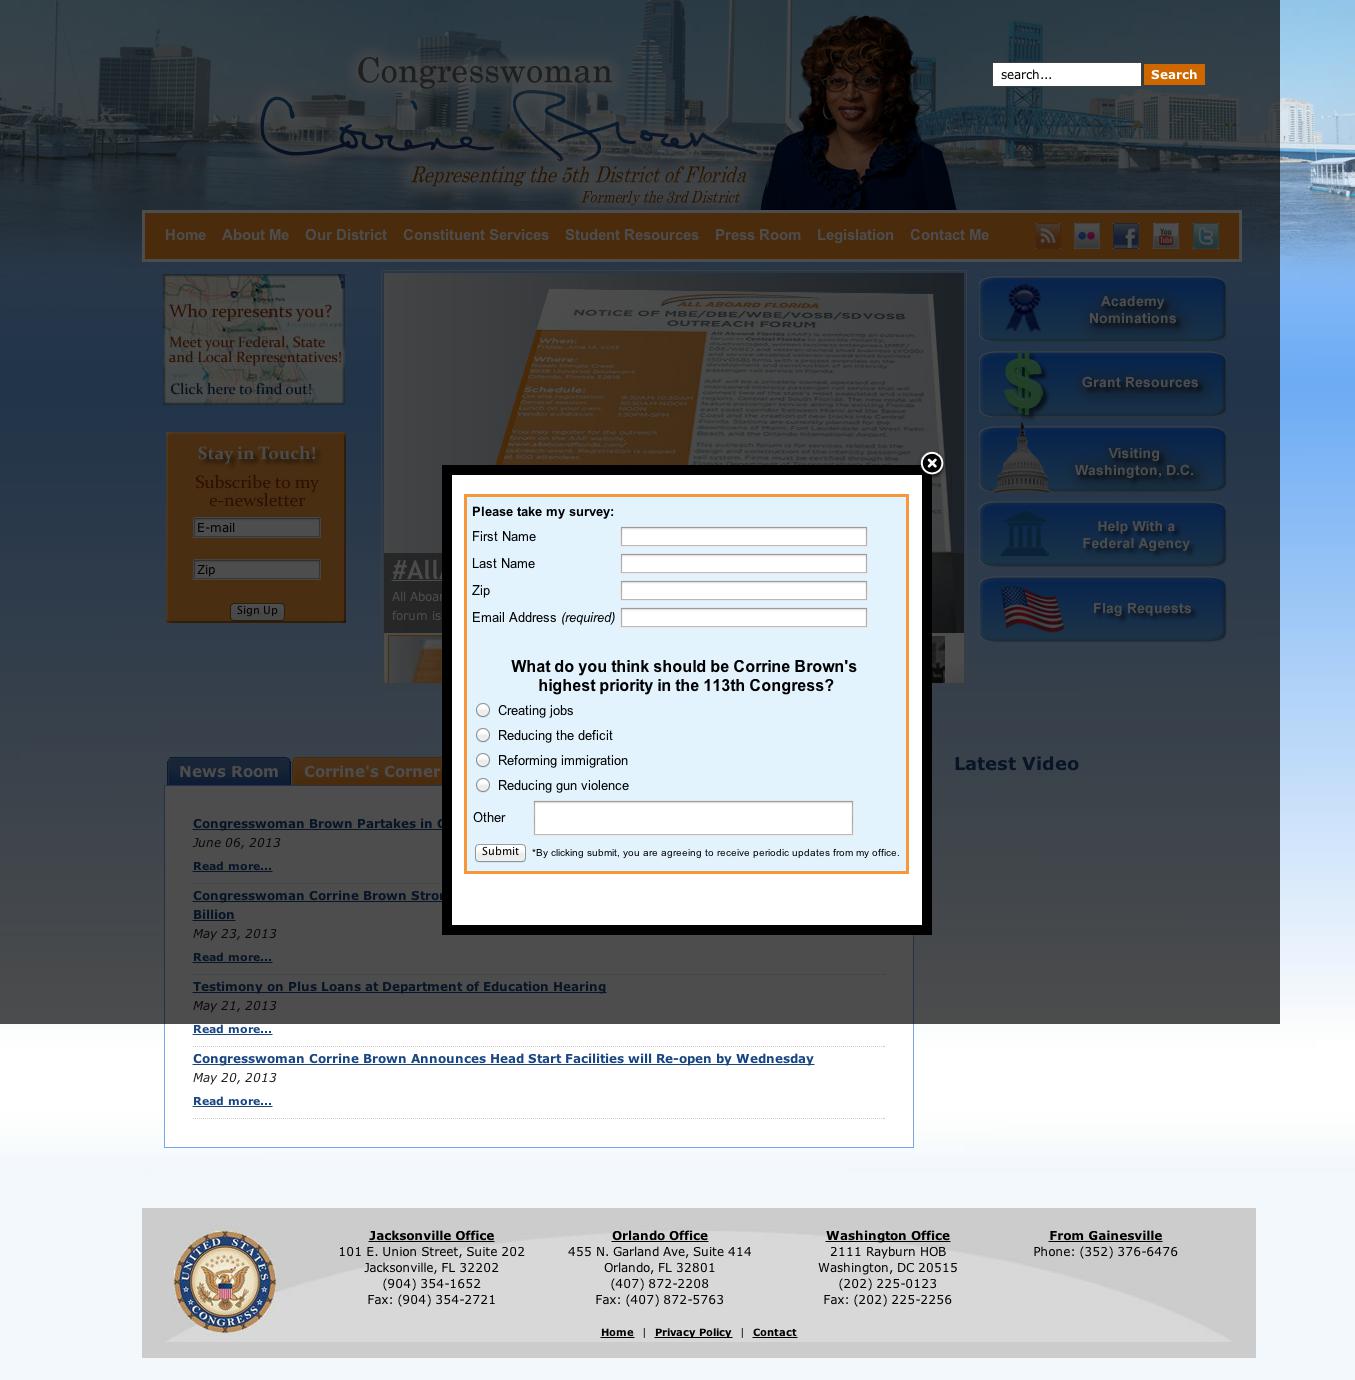 Congresswoman
Corrine Brown
Representing the 5th District of Florida
Formerly the 3rd District
search...
Search
Home
About Me
Our District
Constituent Services
Student Resources
Press Room
Legislation
Contact Me
You
Tube
Who represents you?
Meet your Federal, State
and Local Representatives!
Click here to find out!
Stay in Touch!
Subscribe to my
e-newsletter
E-mail
Zip
Sign Up
ALL ABOARD FLORIDA
NOTICE OF MBE/DBE/WBE/VOSB/SDVOSB
OUTREACH FORUM
When:
Where:
Schedule:
#All
All Aboar
forum is
Academy
Nominations
Grant Resources
Visiting
Washington, D.C.
Help With a
Federal Agency
Flag Requests
Please take my survey:
First Name
Last Name
Zip
Email Address (required)
What do you think should be Corrine Brown's
highest priority in the 113th Congress?
Creating jobs
Reducing the deficit
Reforming immigration
Reducing gun violence
Other
Submit *By clicking submit, you are agreeing to receive periodic updates from my office.
News Room
Corrine's Corner
Latest Video
Congresswoman Brown Partakes in
June 06, 2013
Read more...
Congresswoman Corrine Brown Stro
Billion
May 23, 2013
Read more...
Testimony on Plus Loans at Department of Education Hearing
May 21, 2013
Read more...
Congresswoman Corrine Brown Announces Head Start Facilities will Re-open by Wednesday
May 20, 2013
Read more...
UNITED STATES
CONGRESS
Jacksonville Office
101 E. Union Street, Suite 202
Jacksonville, FL 32202
(904) 354-1652
Fax: (904) 354-2721
Orlando Office
455 N. Garland Ave, Suite 414
Orlando, FL 32801
(407) 872-2208
Fax: (407) 872-5763
Washington Office
2111 Rayburn HOB
Washington, DC 20515
(202) 225-0123
Fax: (202) 225-2256
From Gainesville
Phone: (352) 376-6476
Home | Privacy Policy | Contact